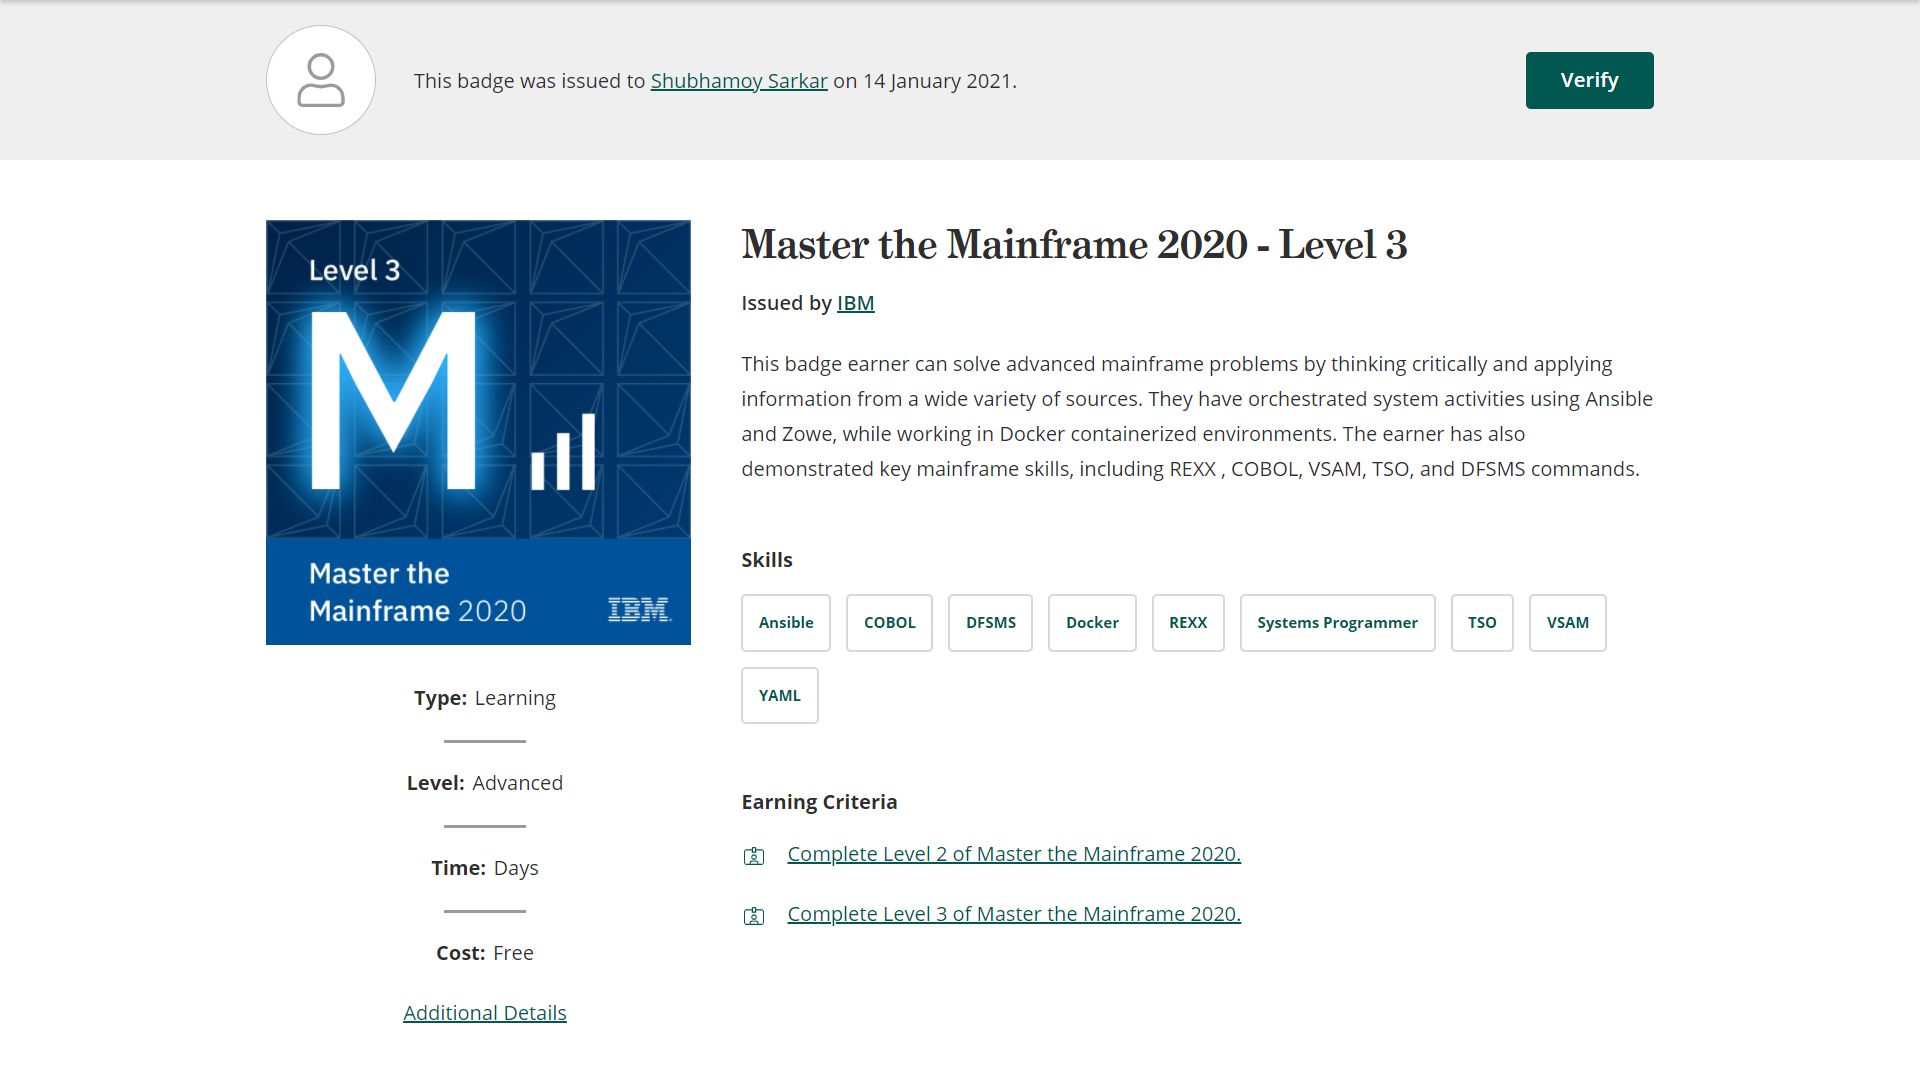 This badge was issued to Shubhamoy Sarkar on 14 January 2021.
Verify
Level 3
M
Master the
Mainframe 2020
IBM.
Type: Learning
Level: Advanced
Time: Days
Cost: Free
Additional Details
Master the Mainframe 2020 - Level 3
Issued by IBM
This badge earner can solve advanced mainframe problems by thinking critically and applying
information from a wide variety of sources. They have orchestrated system activities using Ansible
and Zowe, while working in Docker containerized environments. The earner has also
demonstrated key mainframe skills, including REXX , COBOL, VSAM, TSO, and DFSMS commands.
Skills
Ansible COBOL DFSMS Docker REXX Systems Programmer TSO VSAM
YAML
Earning Criteria
Complete Level 2 of Master the Mainframe 2020.
Complete Level 3 of Master the Mainframe 2020.